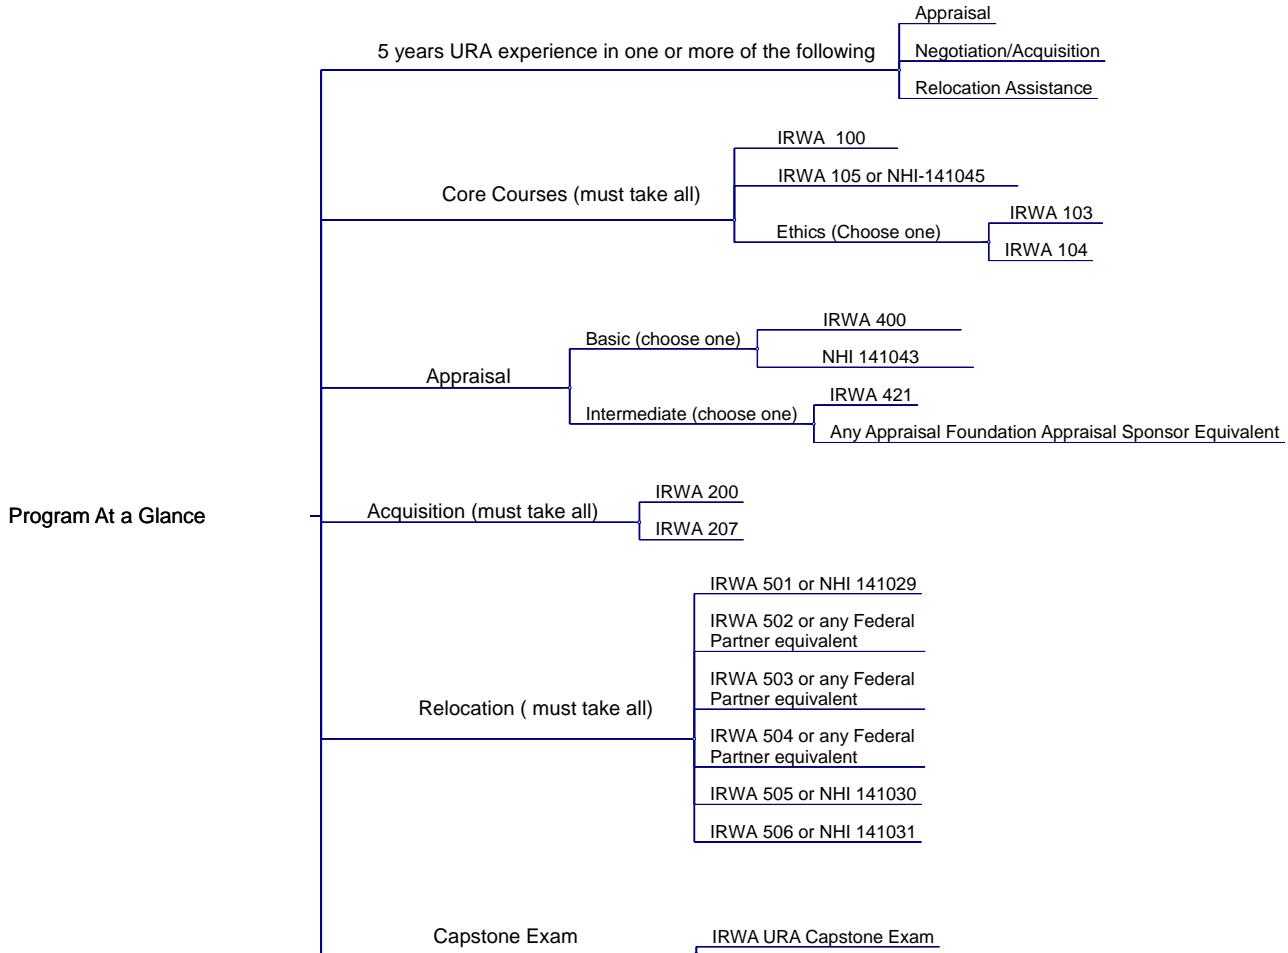 Program At a Glance
5 years URA experience in one or more of the following
Appraisal
Negotiation/Acquisition
Relocation Assistance
Core Courses (must take all)
IRWA  100
IRWA 105 or NHI-141045
Ethics (Choose one)
IRWA 103
IRWA 104
Appraisal
Basic (choose one)
IRWA 400
NHI 141043
Intermediate (choose one)
IRWA 421
Any Appraisal Foundation Appraisal Sponsor Equivalent
Acquisition (must take all)
IRWA 200
IRWA 207
Relocation ( must take all)
IRWA 501 or NHI 141029
IRWA 502 or any Federal
Partner equivalent
IRWA 503 or any Federal
Partner equivalent
IRWA 504 or any Federal
Partner equivalent
IRWA 505 or NHI 141030
IRWA 506 or NHI 141031
Capstone Exam
IRWA URA Capstone Exam